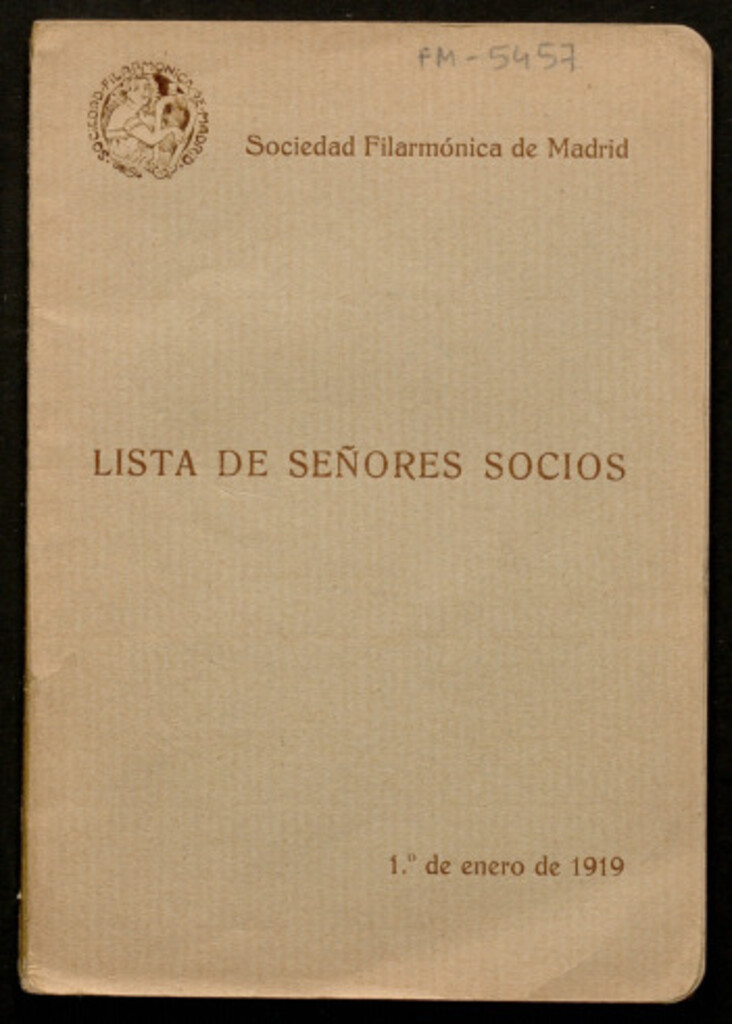 FM-5457
SOCIEDAD FILARMONICA DE MADRID
Sociedad Filarmónica de Madrid
LISTA DE SEÑORES SOCIOS
1.º de enero de 1919